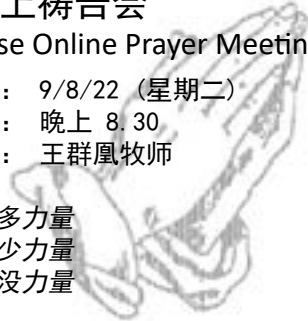 上祷告会
se Online Prayer Meetin
: 9/8/22 (星期二)
: 晚上 8.30
: 王群凰牧师
多力量
少力量
没力量